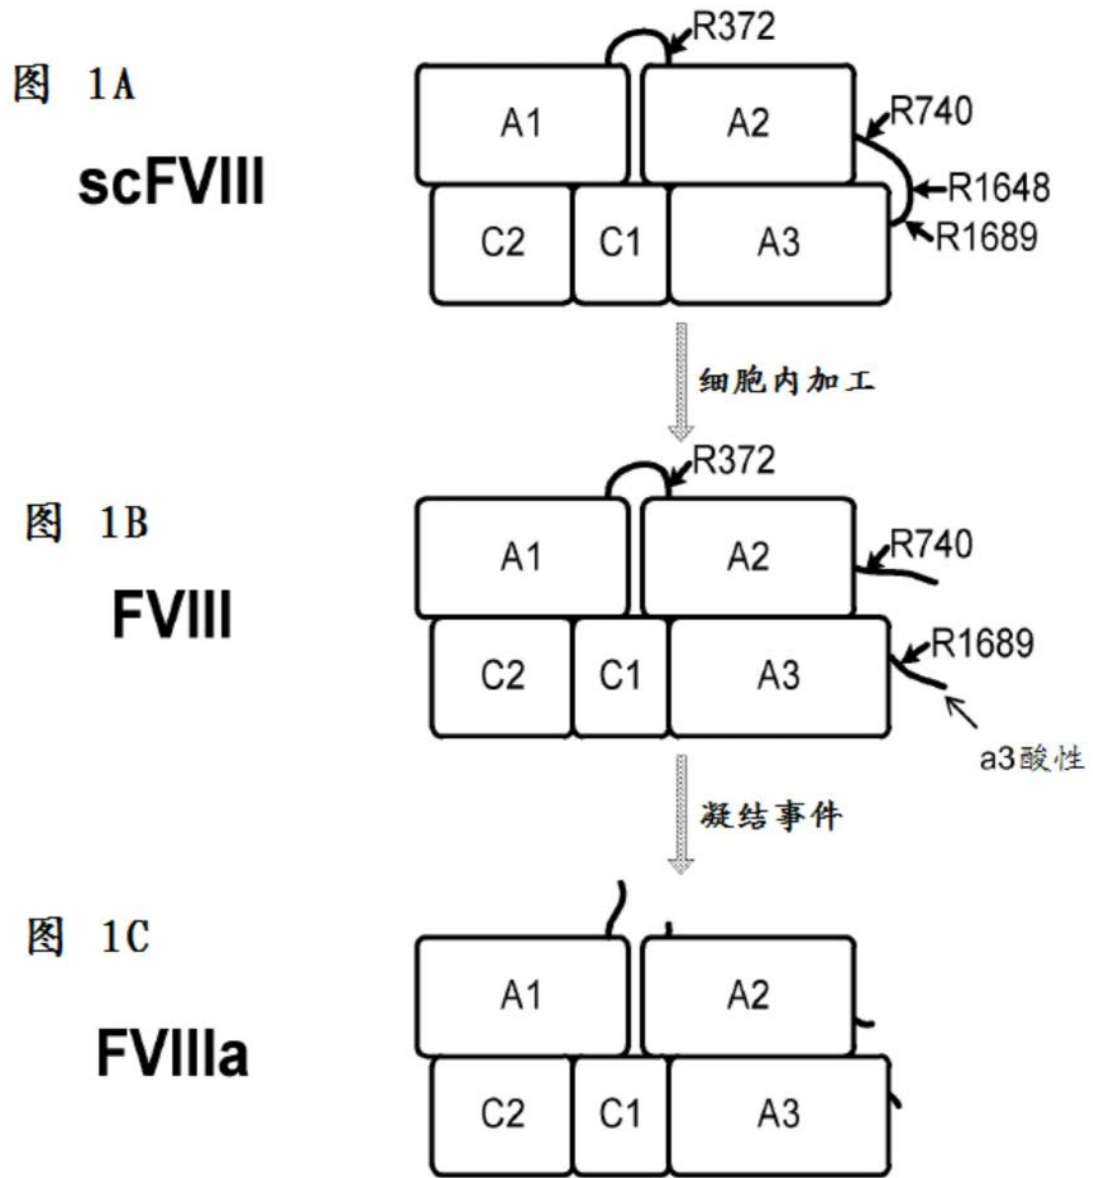 R372
图 1A
A1
A2
R740
scFVIII
R1648
C2
C1
A3
R1689
细胞内加工
R372
图 1B
A1
A2
R740
FVIII
R1689
C2
C1
A3
a3酸性
凝结事件
图 1C
A1
A2
FVIIIa
C2
C1
A3